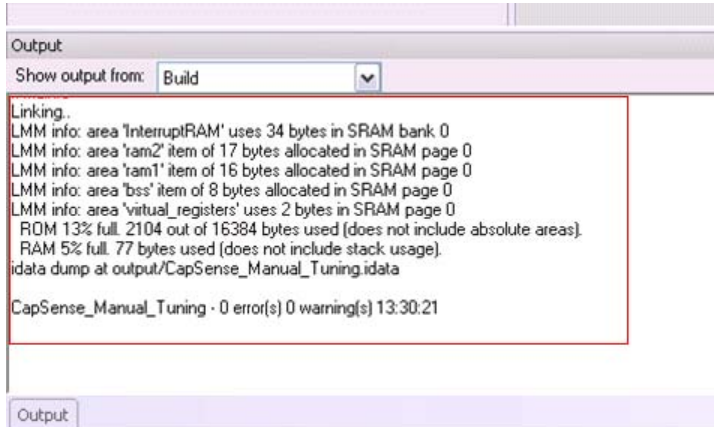 Output
Show output from: Build
Linking..
LMM info: area 'InterruptRAM' uses 34 bytes in SRAM bank 0
LMM info: area 'ram2' item of 17 bytes allocated in SRAM page 0
LMM info: area 'ram1' item of 16 bytes allocated in SRAM page 0
LMM info: area 'bss' item of 8 bytes allocated in SRAM page 0
LMM info: area 'virtual_registers' uses 2 bytes in SRAM page 0
ROM 13% full. 2104 out of 16384 bytes used (does not include absolute areas).
RAM 5% full. 77 bytes used (does not include stack usage).
idata dump at output/CapSense_Manual_Tuning.idata
CapSense_Manual_Tuning - 0 error(s) 0 warning(s) 13:30:21
Output